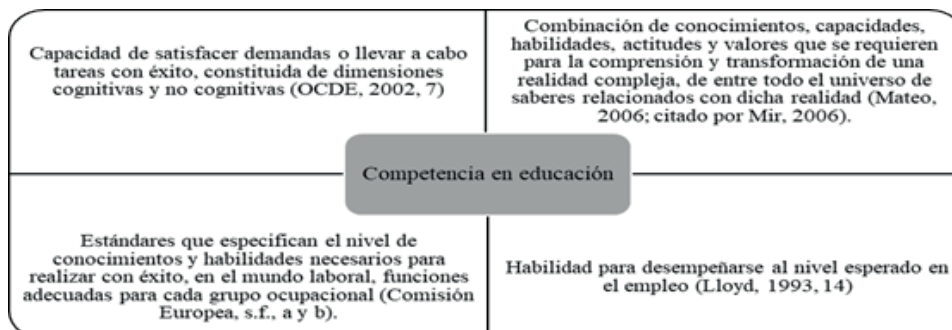 Capacidad de satisfacer demandas o llevar a cabo
tareas con éxito, constituida de dimensiones
cognitivas y no cognitivas (OCDE, 2002, 7)
Combinación de conocimientos, capacidades,
habilidades, actitudes y valores que se requieren
para la comprensión y transformación de una
realidad compleja, de entre todo el universo de
saberes relacionados con dicha realidad (Mateo,
2006; citado por Mir, 2006).
Competencia en educación
Estándares que especifican el nivel de
conocimientos y habilidades necesarios para
realizar con éxito, en el mundo laboral, funciones
adecuadas para cada grupo ocupacional (Comisión
Europea, s.f., a y b).
Habilidad para desempeñarse al nivel esperado en
el empleo (Lloyd, 1993, 14)